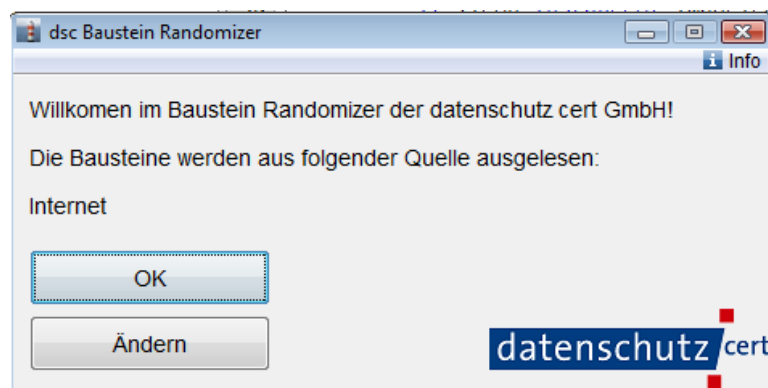 dsc Baustein Randomizer
Info
Willkomen im Baustein Randomizer der datenschutz cert GmbH!
Die Bausteine werden aus folgender Quelle ausgelesen:
Internet
OK
Ändern
datenschutz cert